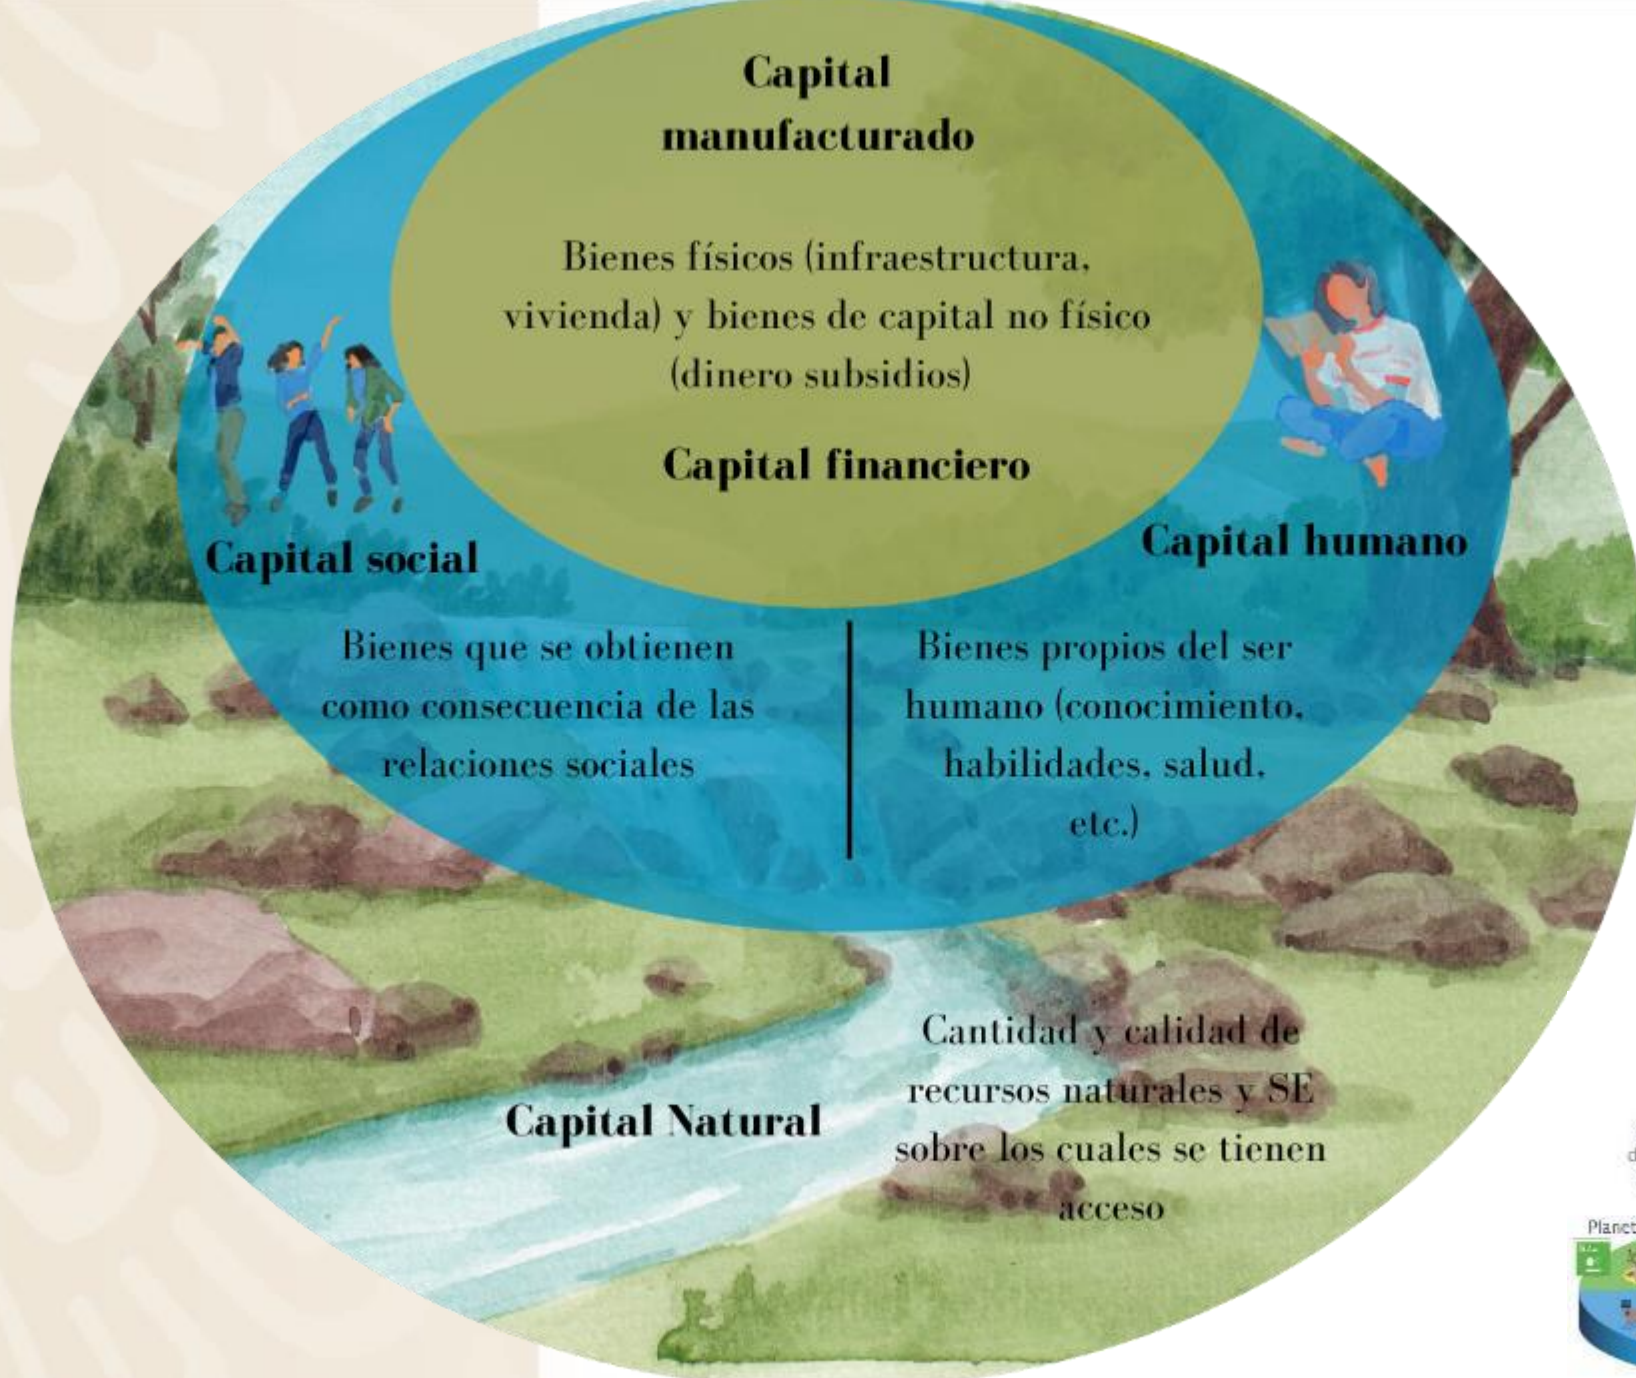 Capital
manufacturado
Bienes físicos (infraestructura,
vivienda) y bienes de capital no físico
(dinero subsidios)
Capital financiero
Capital social
Bienes que se obtienen
como consecuencia de las
relaciones sociales
Capital humano
Bienes propios del ser
humano (conocimiento,
habilidades, salud,
etc.)
Capital Natural
Cantidad y calidad de
recursos naturales y SE
sobre los cuales se tienen
acceso